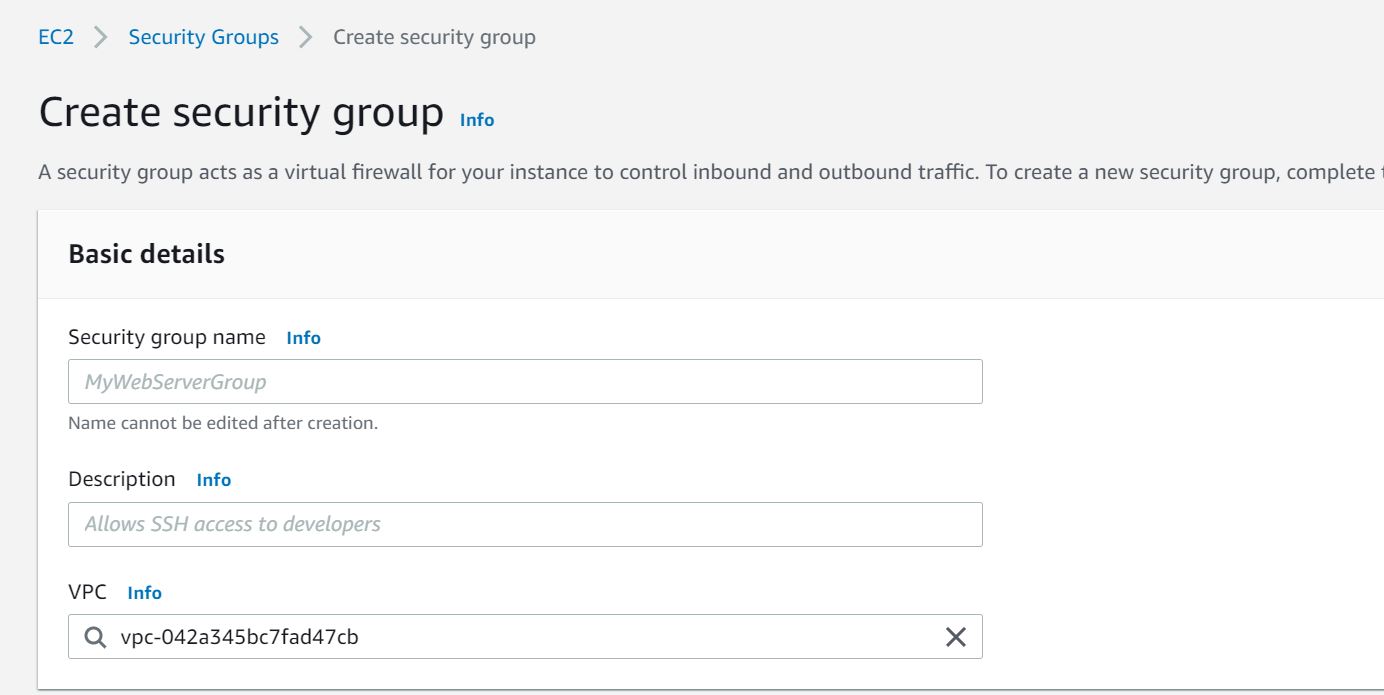 EC2 > Security Groups > Create security group
Create security group Info
A security group acts as a virtual firewall for your instance to control inbound and outbound traffic. To create a new security group, complete
Basic details
Security group name Info
MyWebServerGroup
Name cannot be edited after creation.
Description Info
Allows SSH access to developers
VPC Info
vpc-042a345bc7fad47cb